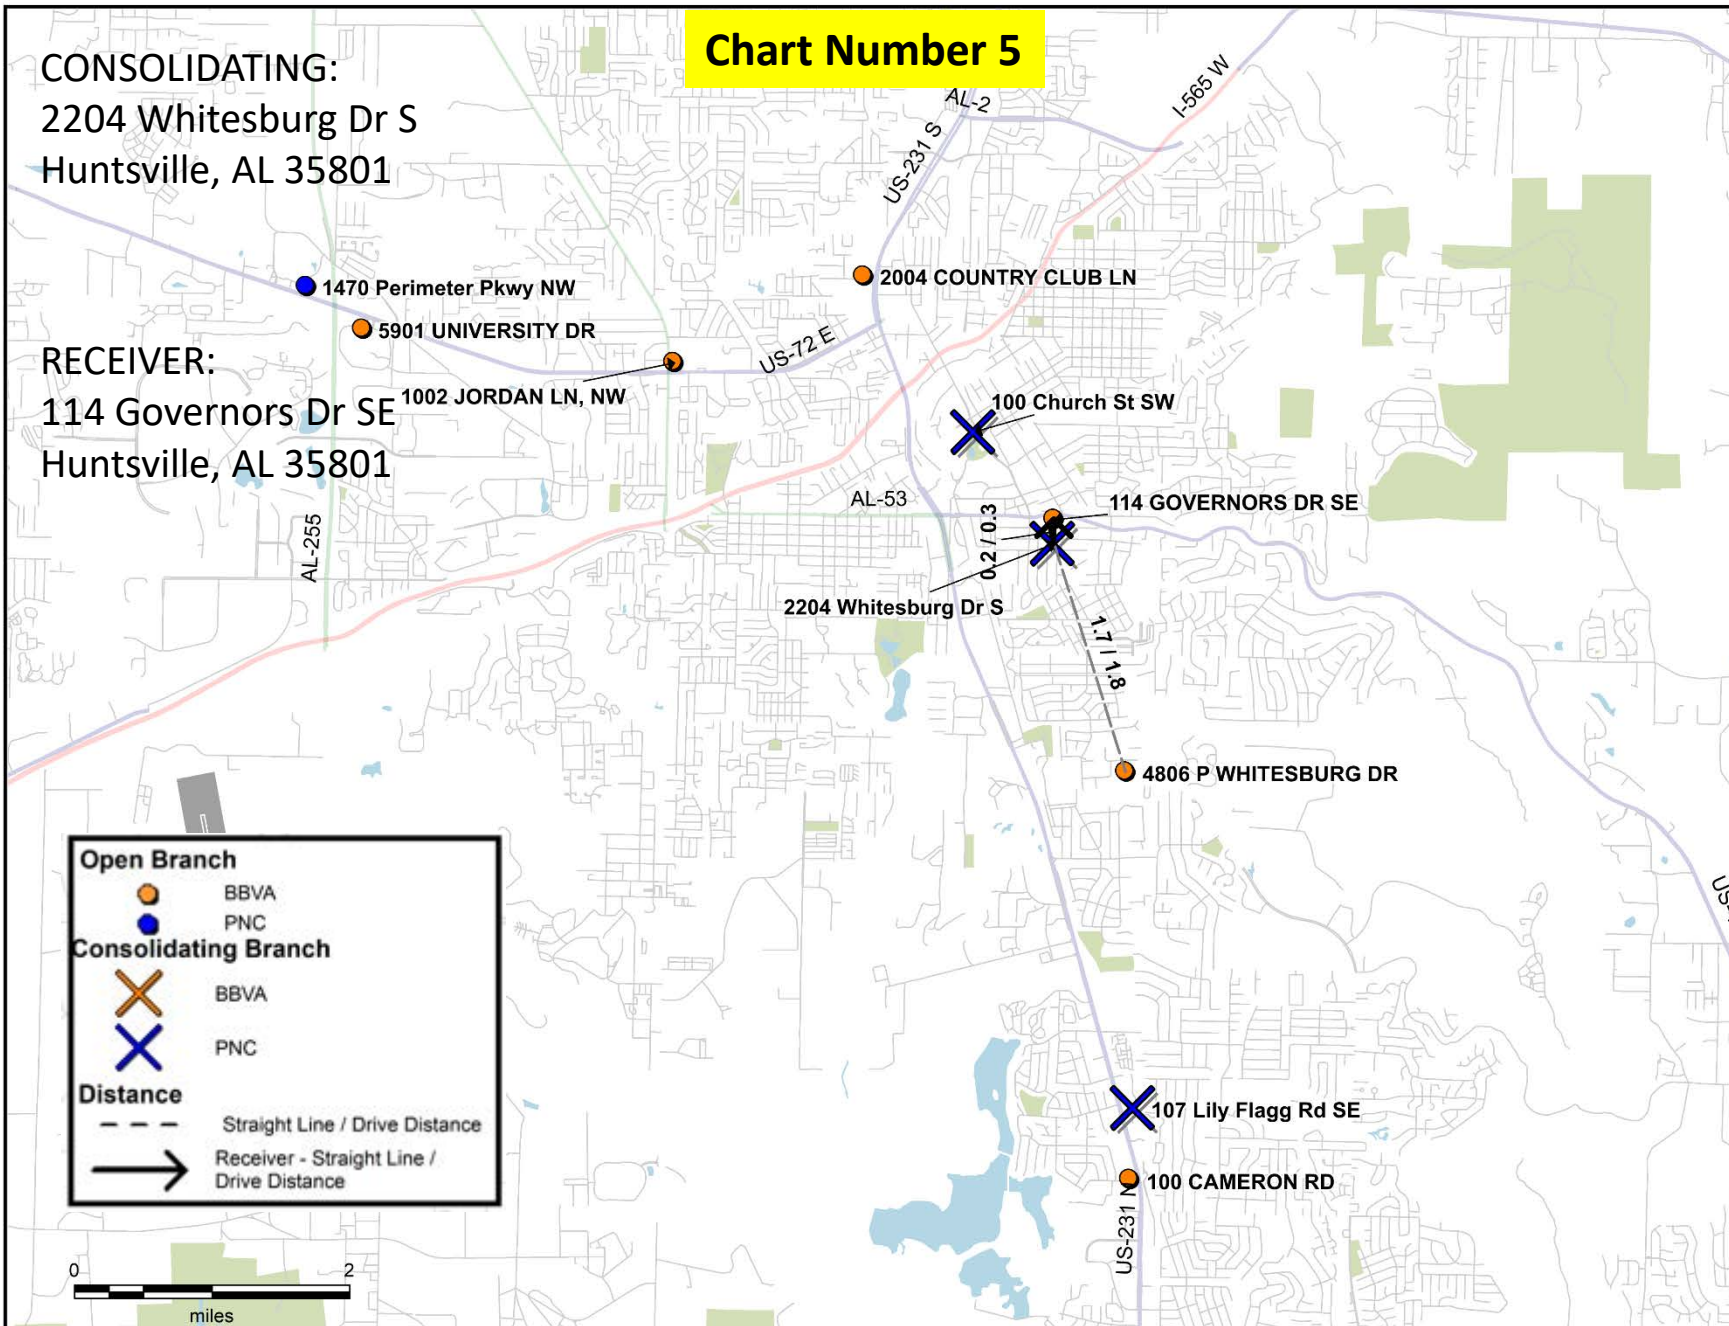 Chart Number 5
CONSOLIDATING:
2204 Whitesburg Dr S
Huntsville, AL 35801
RECEIVER:
114 Governors Dr SE
Huntsville, AL 35801
AL-2
I-565 W
US-231 S
2004 COUNTRY CLUB LN
1470 Perimeter Pkwy NW
5901 UNIVERSITY DR
US-72 E
1002 JORDAN LN, NW
100 Church St SW
AL-53
114 GOVERNORS DR SE
0.2 / 0.3
AL-255
2204 Whitesburg Dr S
1.7 / 1.8
4806 P WHITESBURG DR
107 Lily Flagg Rd SE
100 CAMERON RD
US-231 N
Open Branch
BBVA
PNC
Consolidating Branch
BBVA
PNC
Distance
Straight Line / Drive Distance
Receiver - Straight Line /
Drive Distance
0 2
miles